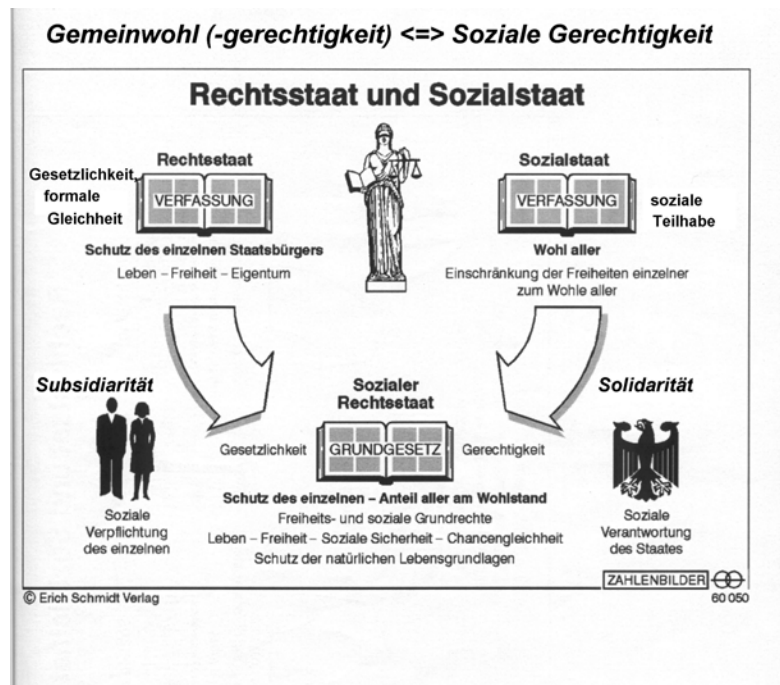 Gemeinwohl (-gerechtigkeit) <=> Soziale Gerechtigkeit
Rechtsstaat und Sozialstaat
Rechtsstaat
Gesetzlichkeit,
formale
Gleichheit
VERFASSUNG
Schutz des einzelnen Staatsbürgers
Leben – Freiheit – Eigentum
Sozialstaat
VERFASSUNG
soziale
Teilhabe
Wohl aller
Einschränkung der Freiheiten einzelner
zum Wohle aller
Subsidiarität
Soziale
Verpflichtung
des einzelnen
Sozialer
Rechtsstaat
Gesetzlichkeit
GRUNDGESETZ
Gerechtigkeit
Schutz des einzelnen – Anteil aller am Wohlstand
Freiheits- und soziale Grundrechte
Leben – Freiheit – Soziale Sicherheit – Chancengleichheit
Schutz der natürlichen Lebensgrundlagen
Solidarität
Soziale
Verantwortung
des Staates
ZAHLENBILDER
© Erich Schmidt Verlag
60 050